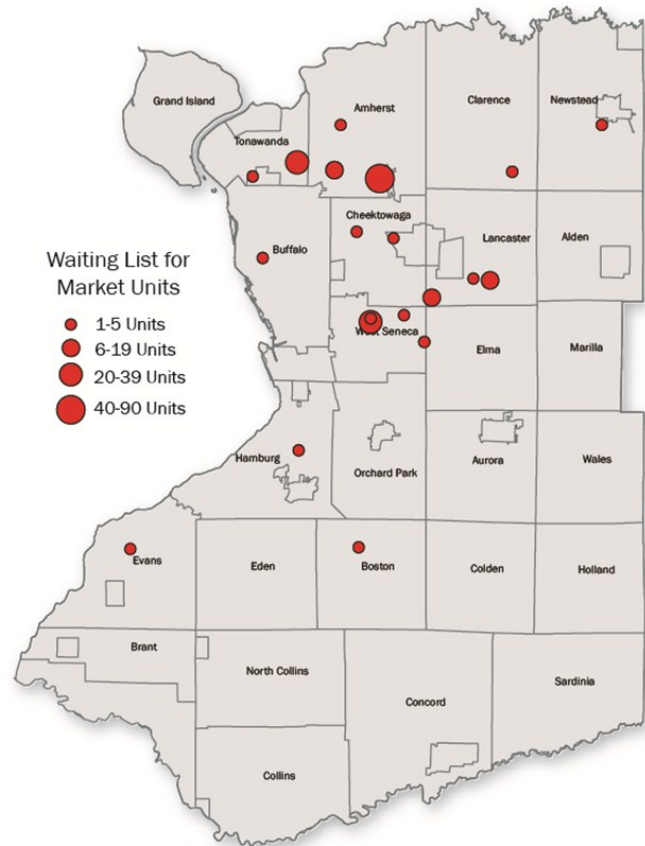 Grand Island
Amherst
Clarence
Newstead
Tonawanda
Cheektowaga
Buffalo
Lancaster
Alden
Waiting List for
Market Units
1-5 Units
6-19 Units
20-39 Units
40-90 Units
West Seneca
Elma
Marilla
Hamburg
Orchard Park
Aurora
Wales
Evans
Eden
Boston
Colden
Holland
Brant
North Collins
Concord
Sardinia
Collins